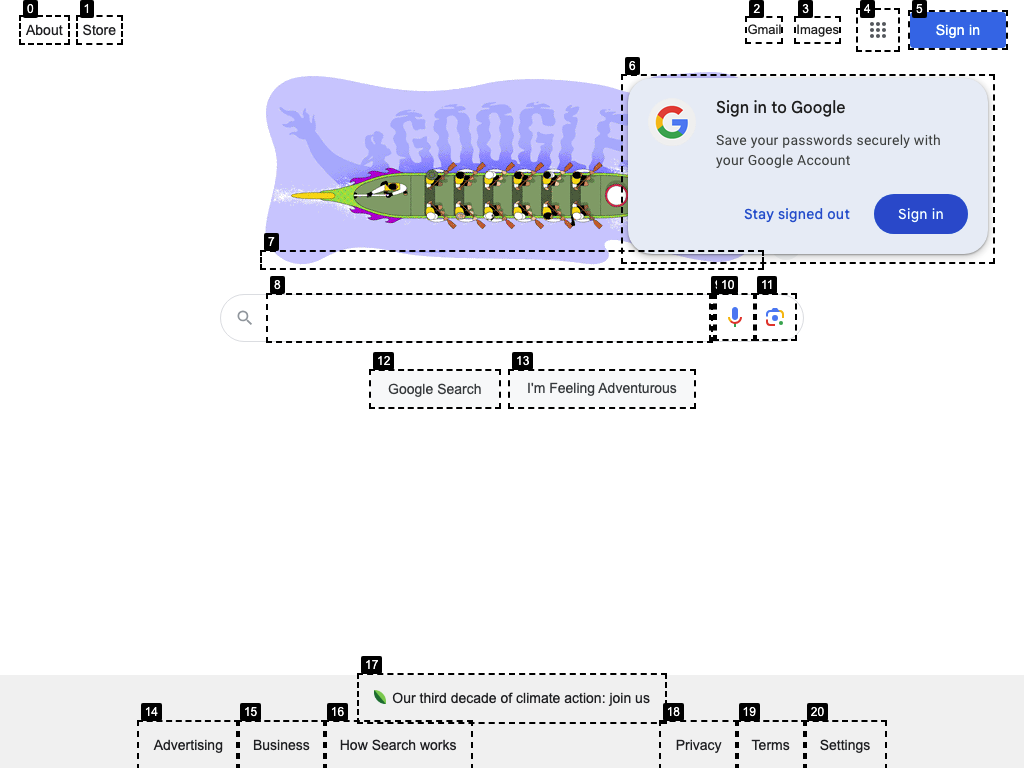 0
1
2
3
4
5
About
Store
Gmail
Images
Sign in
6
Sign in to Google
Save your passwords securely with
your Google Account
Stay signed out
Sign in
GOOGLE
7
8
10
11
12
13
Google Search
I'm Feeling Adventurous
17
Our third decade of climate action: join us
14
15
16
18
19
20
Advertising
Business
How Search works
Privacy
Terms
Settings